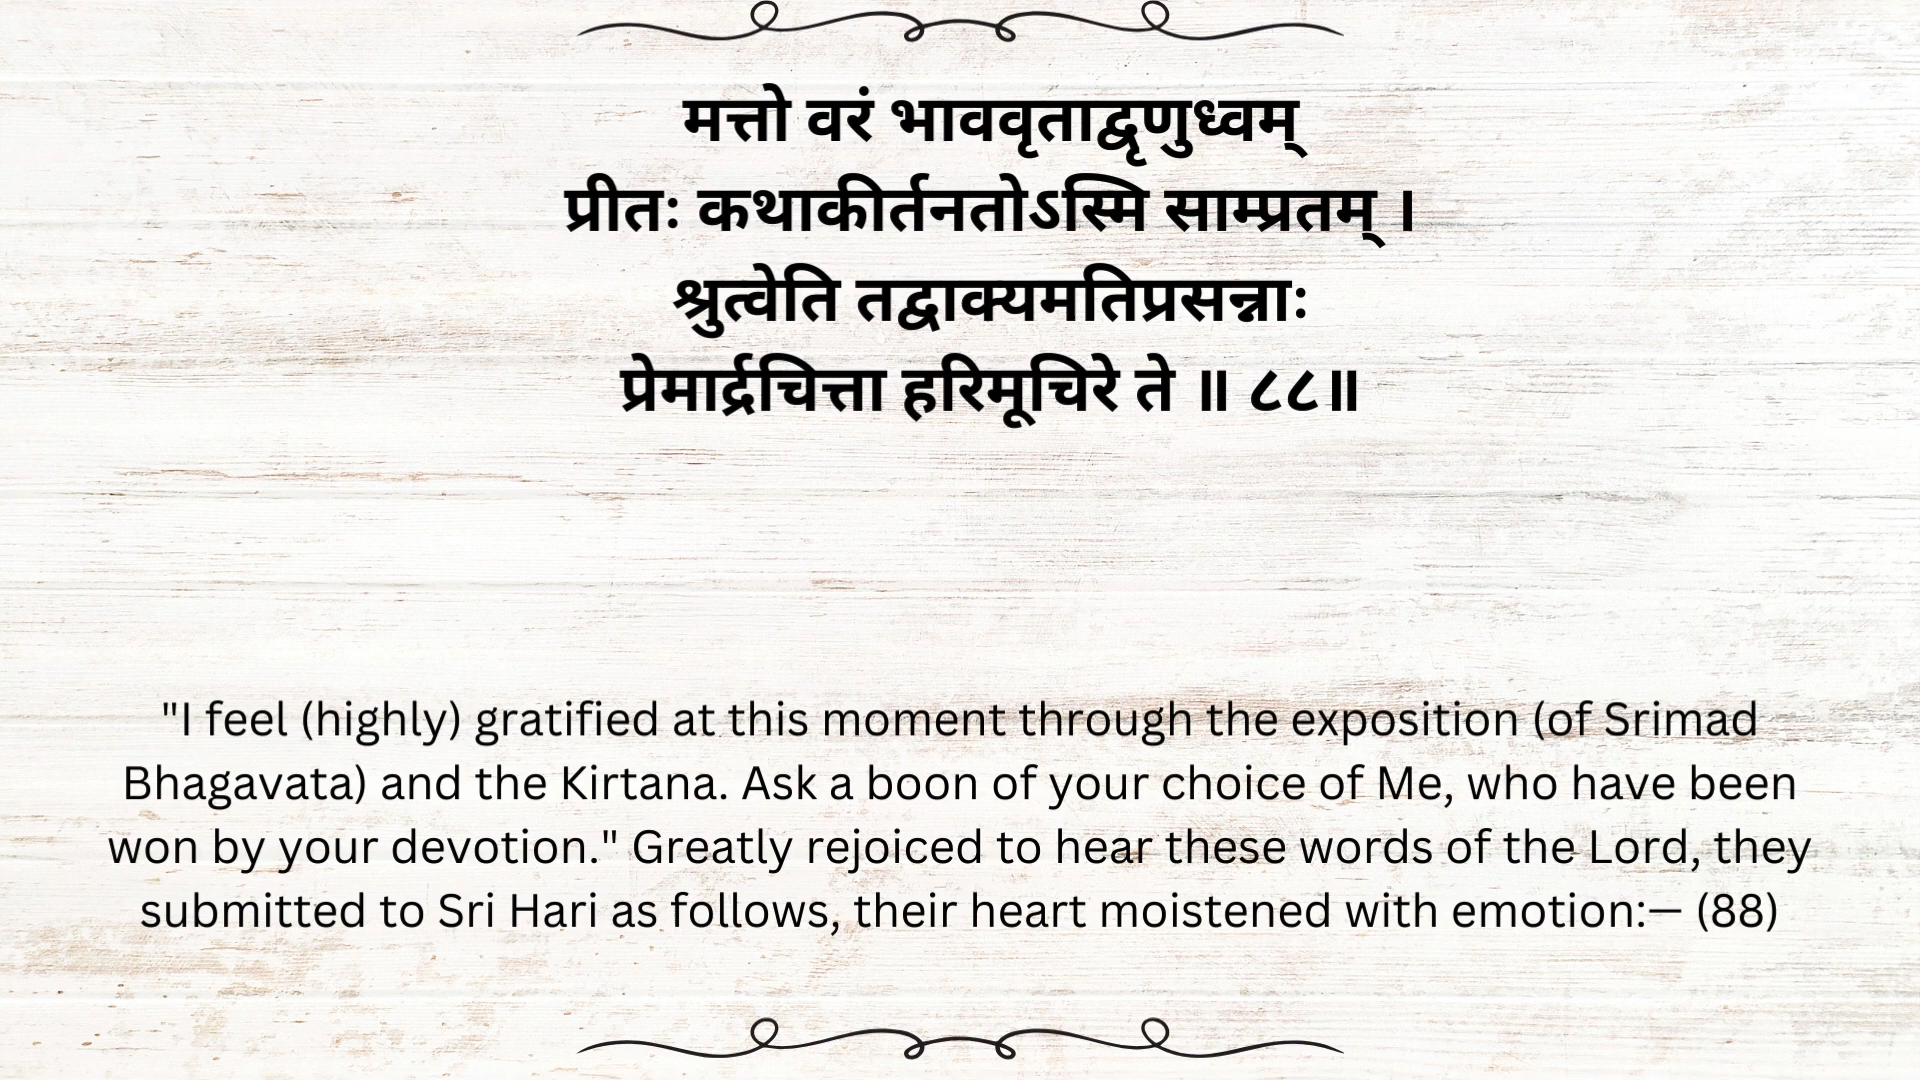 मत्तो वरं भाववृताद्वृणुध्वम्
प्रीतः कथाकीर्तनतोऽस्मि साम्प्रतम् ।
श्रुत्वेति तद्वाक्यमतिप्रसन्नाः
प्रेमार्द्रचित्ता हरिमूचिरे ते ॥ ८८॥
"I feel (highly) gratified at this moment through the exposition (of Srimad
Bhagavata) and the Kirtana. Ask a boon of your choice of Me, who have been
won by your devotion." Greatly rejoiced to hear these words of the Lord, they
submitted to Sri Hari as follows, their heart moistened with emotion:— (88)